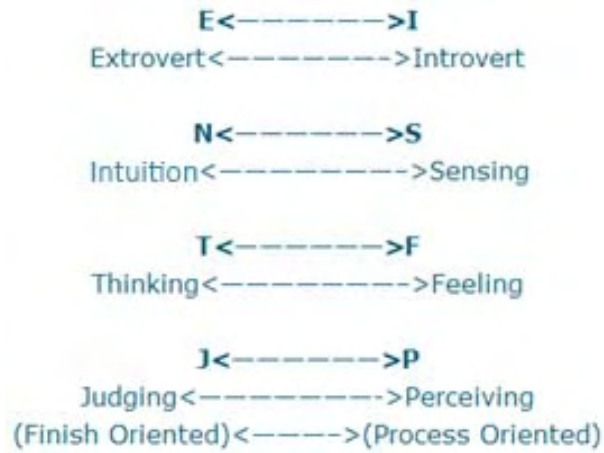 E<------->I
Extrovert<--------->Introvert
N<------->S
Intuition<--------->Sensing
T<------->F
Thinking<--------->Feeling
J<------->P
Judging<--------->Perceiving
(Finish Oriented)<----->(Process Oriented)